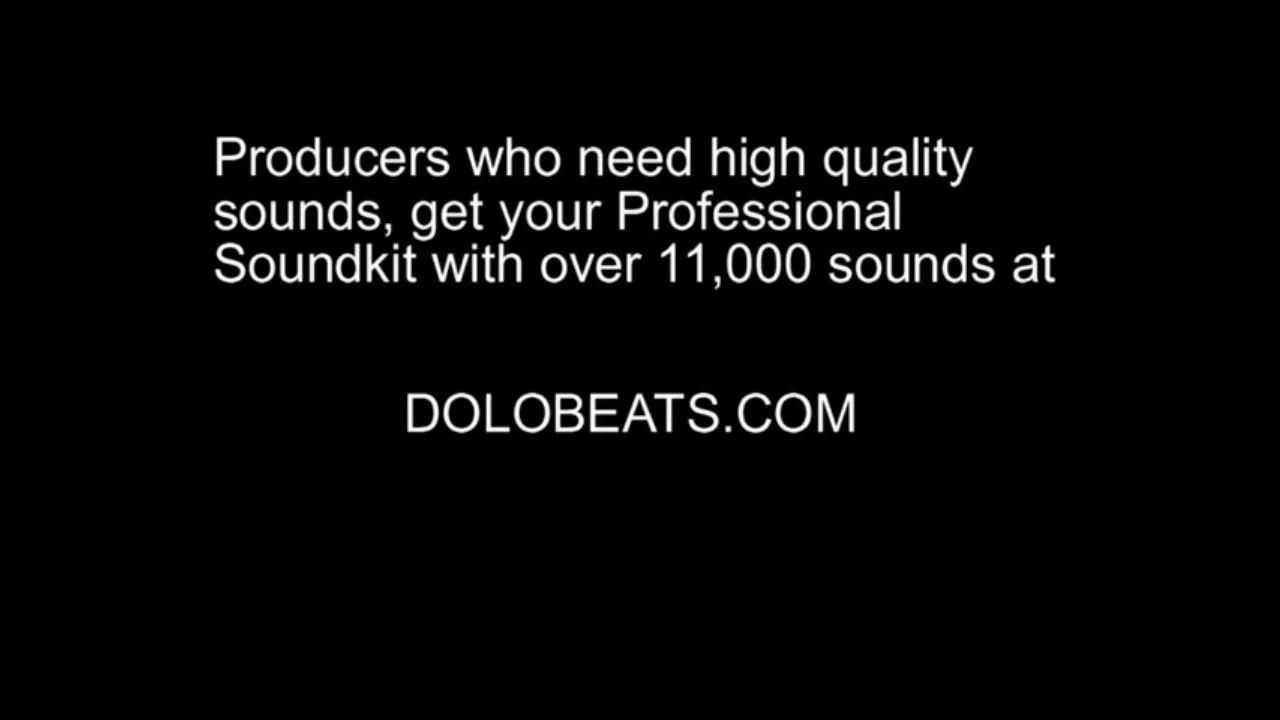 Producers who need high quality
sounds, get your Professional
Soundkit with over 11,000 sounds at
DOLOBEATS.COM